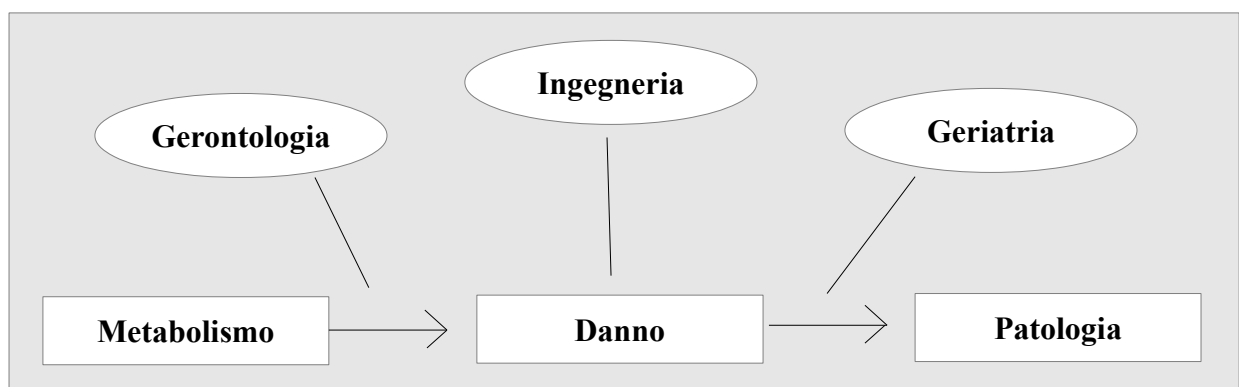 Ingegneria
Gerontologia
Geriatria
Metabolismo
Danno
Patologia